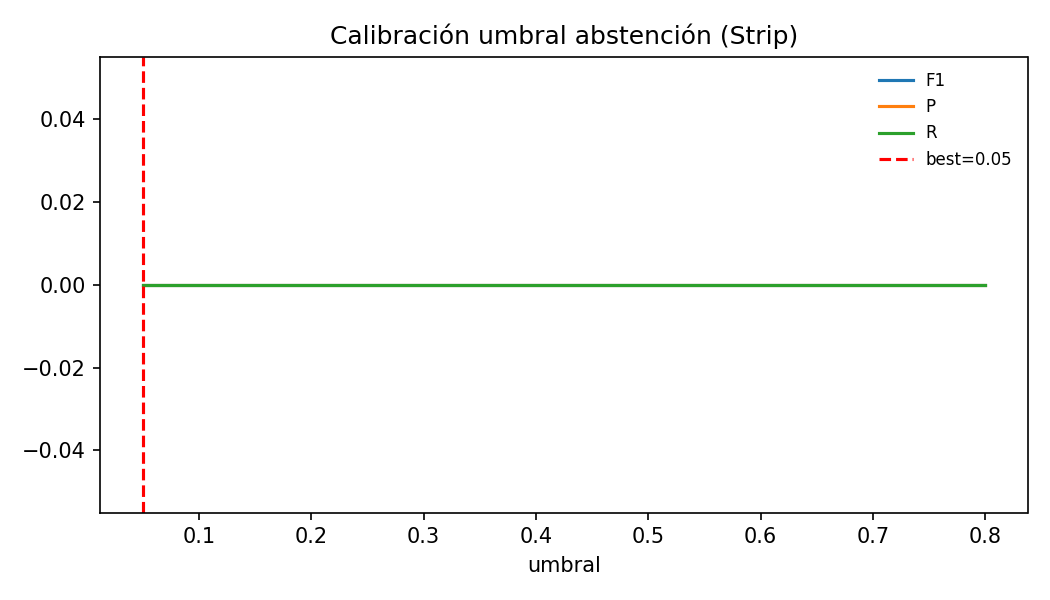 Calibración umbral abstención (Strip)
F1
P
R
best=0.05
0.04
0.02
0.00
−0.02
−0.04
0.1 0.2 0.3 0.4 0.5 0.6 0.7 0.8
umbral